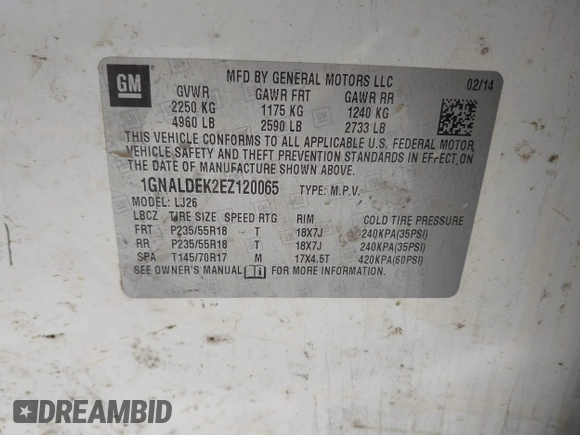 GM
MFD BY GENERAL MOTORS LLC
02/14
GVWR GAWR FRT GAWR RR
2250 KG 1175 KG 1240 KG
4960 LB 2590 LB 2733 LB
THIS VEHICLE CONFORMS TO ALL APPLICABLE U.S. FEDERAL MOTOR
VEHICLE SAFETY AND THEFT PREVENTION STANDARDS IN EFFECT ON
THE DATE OF MANUFACTURE SHOWN ABOVE.
1GNALDEK2EZ120065 TYPE: M.P.V.
MODEL: LJ26
LBCZ TIRE SIZE SPEED RTG RIM COLD TIRE PRESSURE
FRT P235/55R18 T 18X7J 240KPA(35PSI)
RR P235/55R18 T 18X7J 240KPA(35PSI)
SPA T145/70R17 M 17X4.5T 420KPA(60PSI)
SEE OWNER'S MANUAL i FOR MORE INFORMATION.
DREAMBID